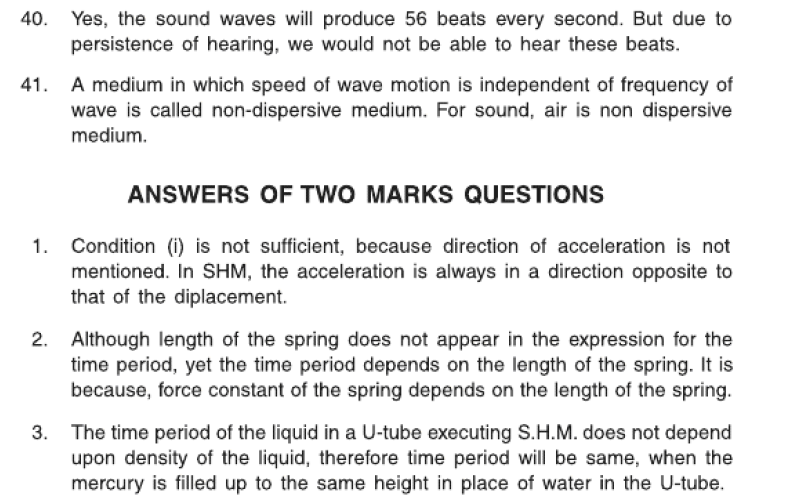 40. Yes, the sound waves will produce 56 beats every second. But due to
persistence of hearing, we would not be able to hear these beats.
41. A medium in which speed of wave motion is independent of frequency of
wave is called non-dispersive medium. For sound, air is non dispersive
medium.
ANSWERS OF TWO MARKS QUESTIONS
1. Condition (i) is not sufficient, because direction of acceleration is not
mentioned. In SHM, the acceleration is always in a direction opposite to
that of the diplacement.
2. Although length of the spring does not appear in the expression for the
time period, yet the time period depends on the length of the spring. It is
because, force constant of the spring depends on the length of the spring.
3. The time period of the liquid in a U-tube executing S.H.M. does not depend
upon density of the liquid, therefore time period will be same, when the
mercury is filled up to the same height in place of water in the U-tube.